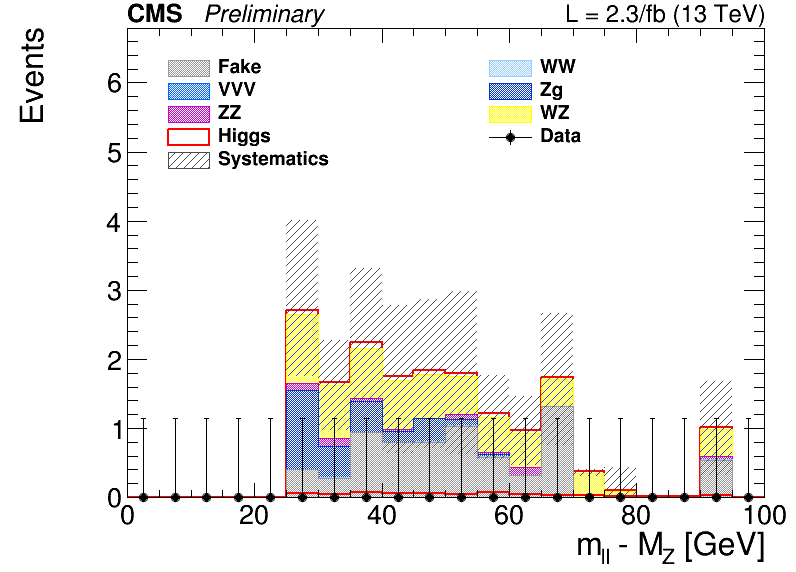 CMS Preliminary L = 2.3/fb (13 TeV)
Events
Fake WW
VVV Zg
ZZ WZ
Higgs Data
Systematics
6
5
4
3
2
1
0
0 20 40 60 80 100
m_ll - M_Z [GeV]